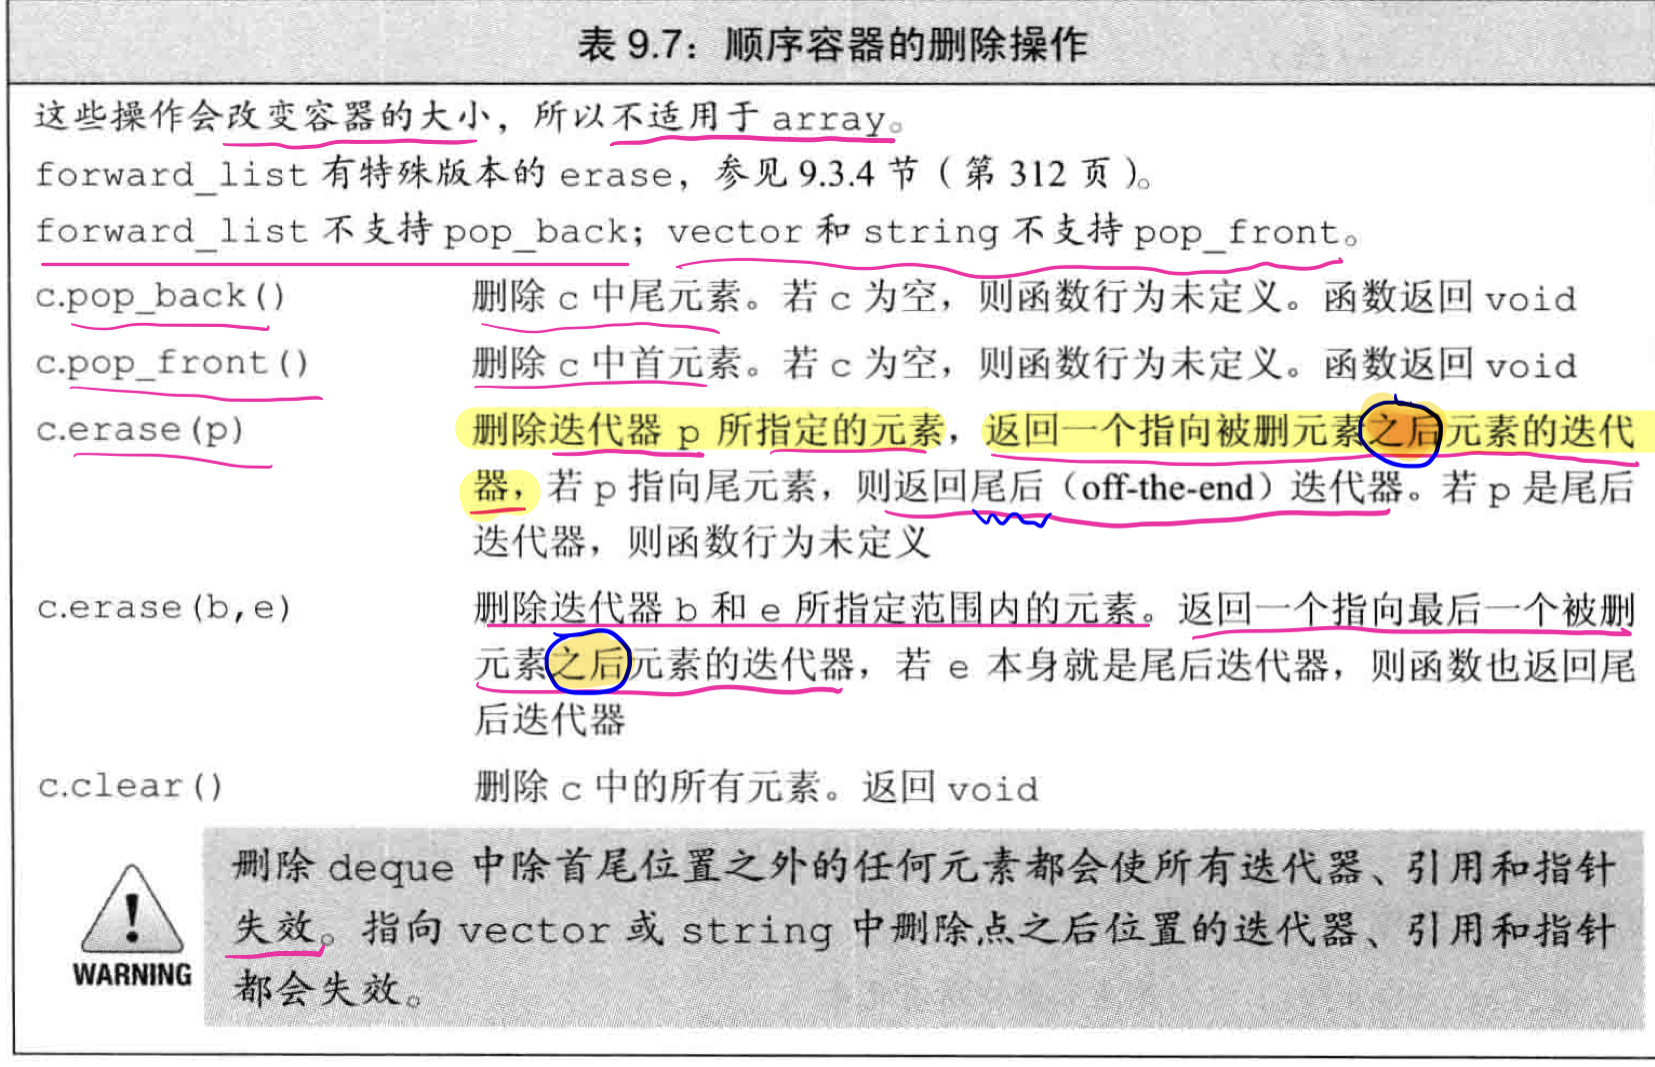 表 9.7：顺序容器的删除操作
这些操作会改变容器的大小，所以不适用于 array。
forward_list 有特殊版本的 erase，参见 9.3.4 节（第 312 页）。
forward_list 不支持 pop_back；vector 和 string 不支持 pop_front。
c.pop_back() 删除 c 中尾元素。若 c 为空，则函数行为未定义。函数返回 void
c.pop_front() 删除 c 中首元素。若 c 为空，则函数行为未定义。函数返回 void
c.erase(p) 删除迭代器 p 所指定的元素，返回一个指向被删元素之后元素的迭代
器，若 p 指向尾元素，则返回尾后（off-the-end）迭代器。若 p 是尾后
迭代器，则函数行为未定义
c.erase(b,e) 删除迭代器 b 和 e 所指定范围内的元素。返回一个指向最后一个被删
元素之后元素的迭代器，若 e 本身就是尾后迭代器，则函数也返回尾
后迭代器
c.clear() 删除 c 中的所有元素。返回 void
删除 deque 中除首尾位置之外的任何元素都会使所有迭代器、引用和指针
失效。指向 vector 或 string 中删除点之后位置的迭代器、引用和指针
都会失效。
WARNING